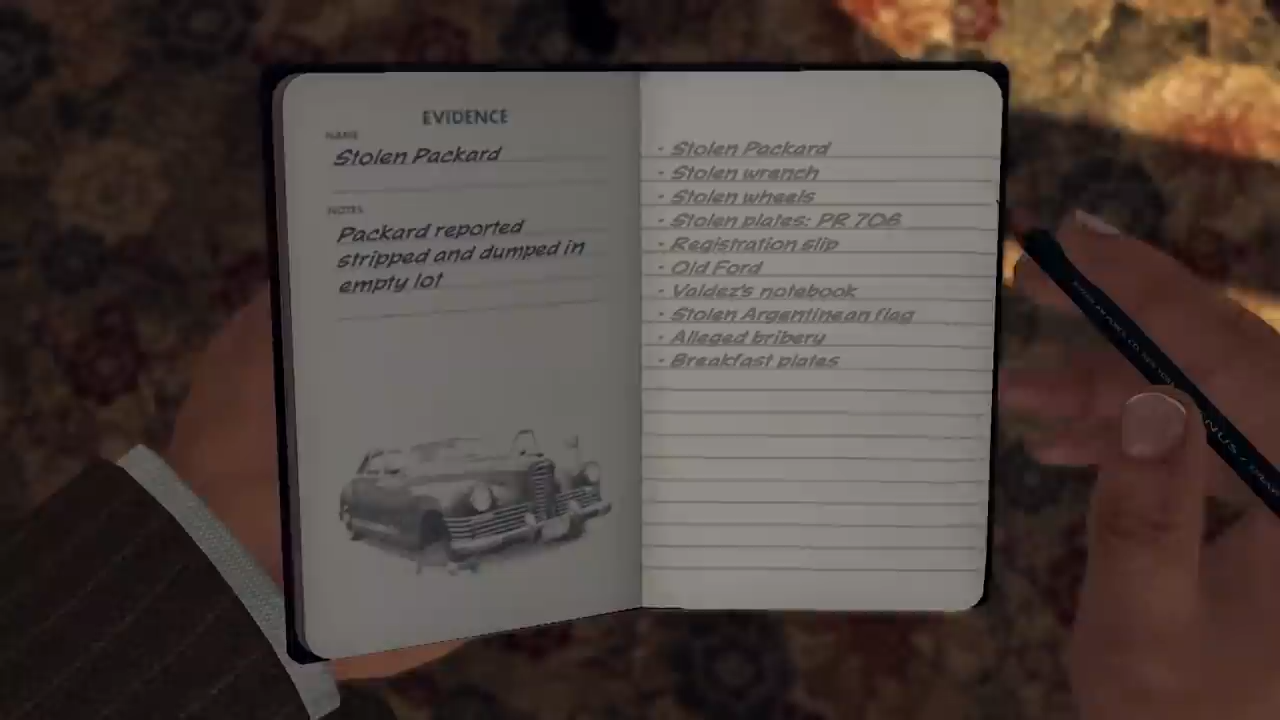 EVIDENCE
NAME
Stolen Packard
NOTES
Packard reported
stripped and dumped in
empty lot
- Stolen Packard
- Stolen wrench
- Stolen wheels
- Stolen plates: PR 706
- Registration slip
- Old Ford
- Valdez's notebook
- Stolen Argentinean flag
- Alleged bribery
- Breakfast plates